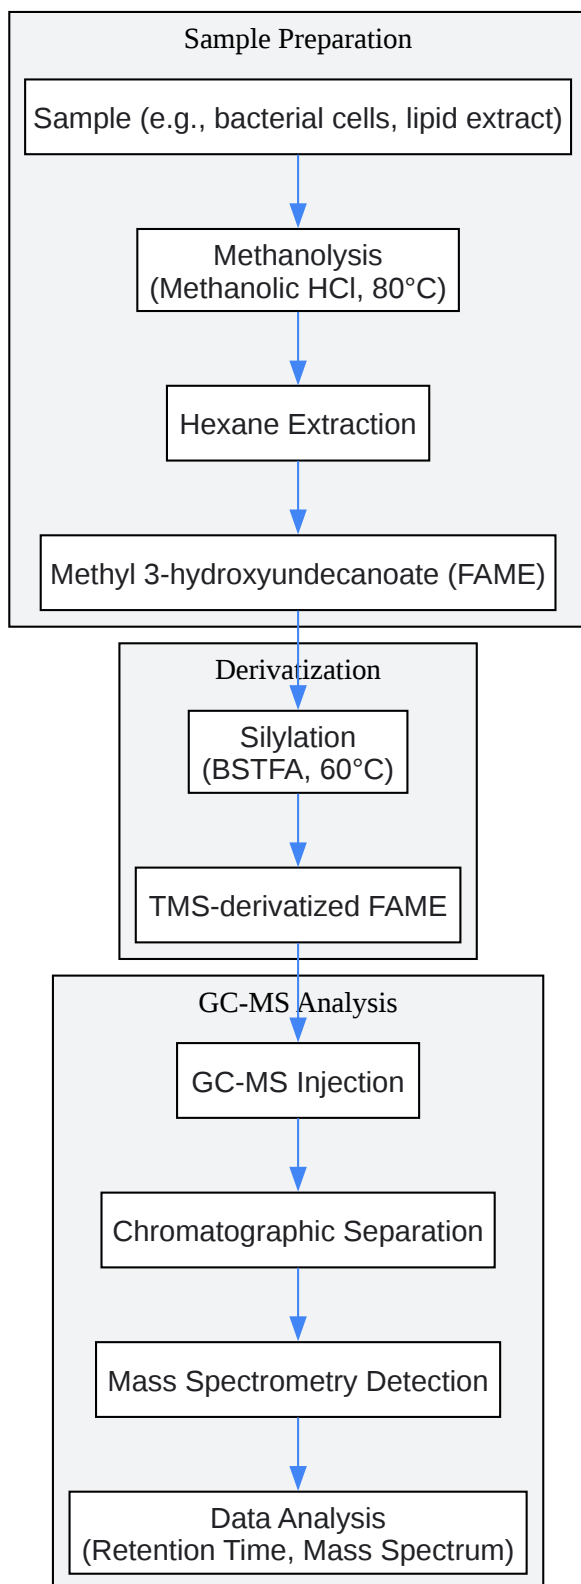 Sample Preparation
Sample (e.g., bacterial cells, lipid extract)
Methanolysis
(Methanolic HCl, 80°C)
Hexane Extraction
Methyl 3-hydroxyundecanoate (FAME)
Derivatization
Silylation
(BSTFA, 60°C)
TMS-derivatized FAME
GC-MS Analysis
GC-MS Injection
Chromatographic Separation
Mass Spectrometry Detection
Data Analysis
(Retention Time, Mass Spectrum)